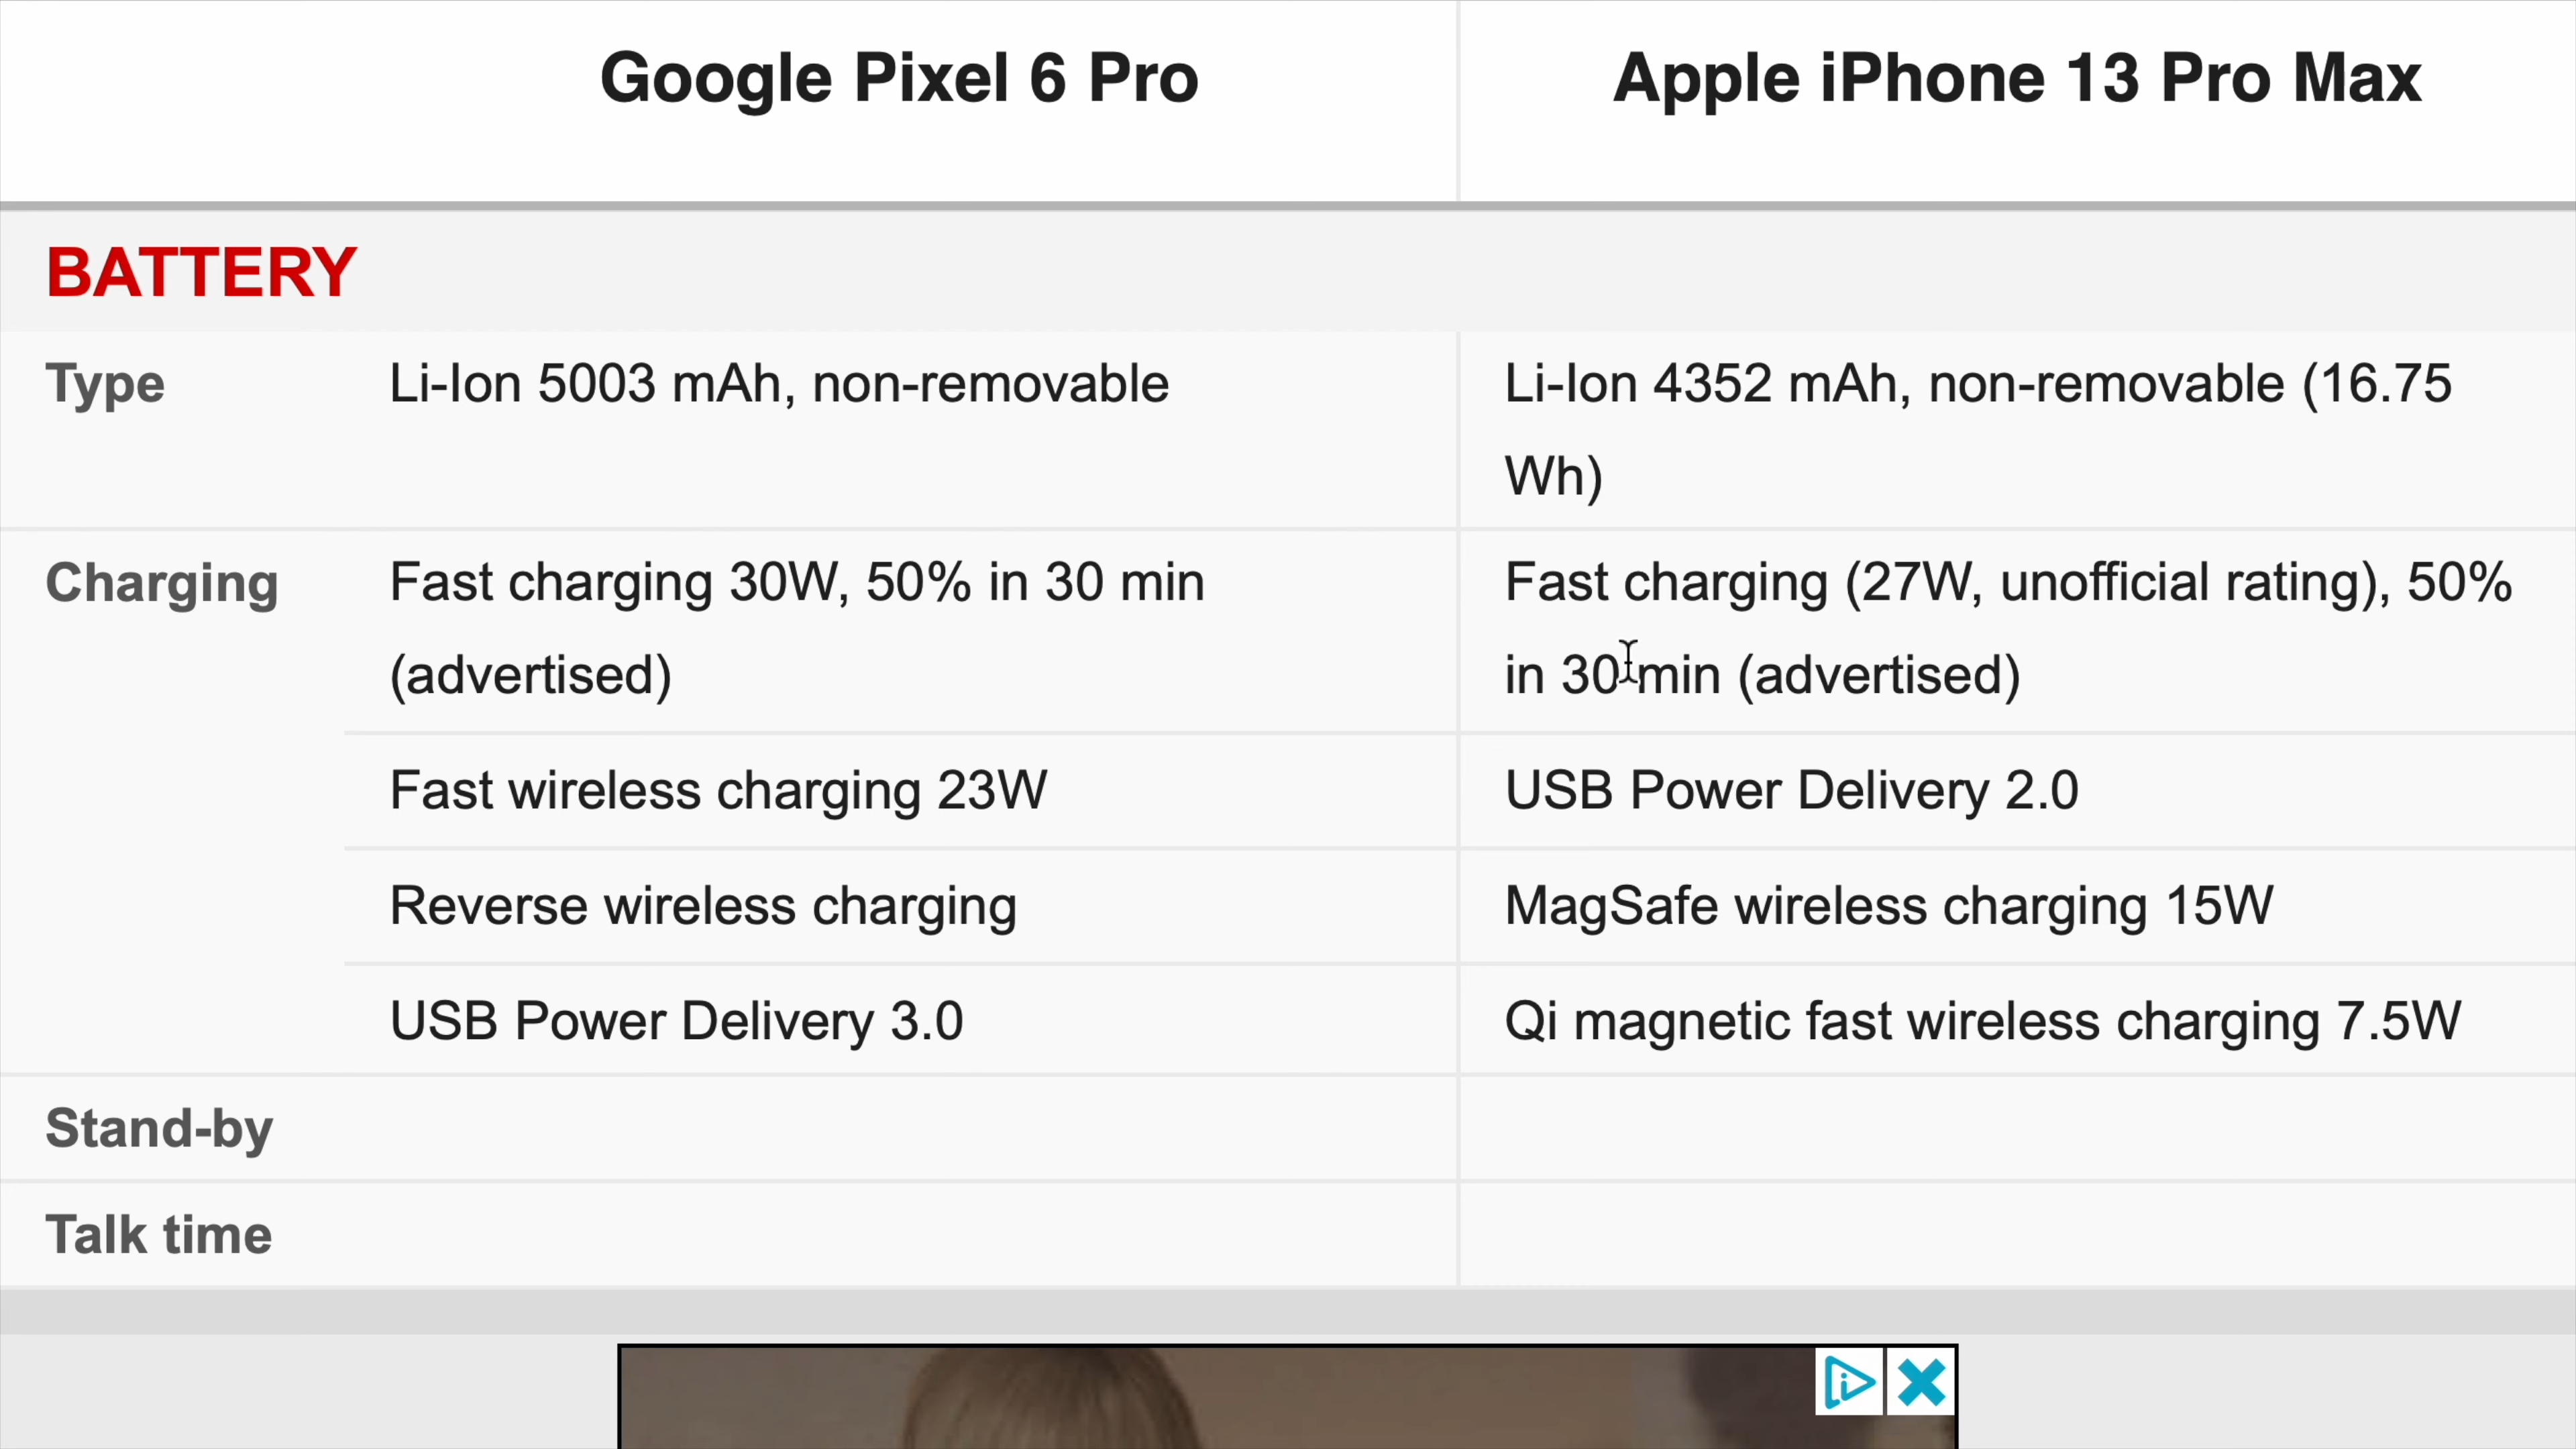 Google Pixel 6 Pro
Apple iPhone 13 Pro Max
BATTERY
Type
Li-Ion 5003 mAh, non-removable
Li-Ion 4352 mAh, non-removable (16.75
Wh)
Charging
Fast charging 30W, 50% in 30 min
(advertised)
Fast charging (27W, unofficial rating), 50%
in 30 min (advertised)
Fast wireless charging 23W
USB Power Delivery 2.0
Reverse wireless charging
MagSafe wireless charging 15W
USB Power Delivery 3.0
Qi magnetic fast wireless charging 7.5W
Stand-by
Talk time